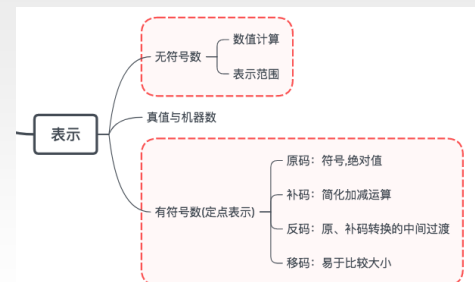 表示
无符号数
数值计算
表示范围
真值与机器数
有符号数(定点表示)
原码：符号,绝对值
补码：简化加减运算
反码：原、补码转换的中间过渡
移码：易于比较大小